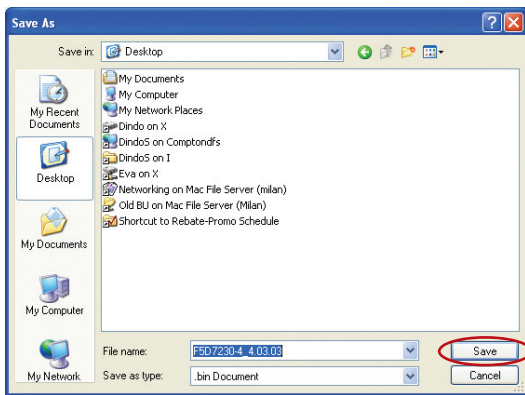 Save As
Save in:
Desktop
My Recent
Documents
Desktop
My Documents
My Computer
My Network
My Documents
My Computer
My Network Places
Dindo on X
DindoS on Comptondfs
DindoS on I
Eva on X
Networking on Mac File Server (milan)
Old BU on Mac File Server (Milan)
Shortcut to Rebate-Promo Schedule
File name:
F5D7230-4_4.03.03
Save
Save as type:
.bin Document
Cancel